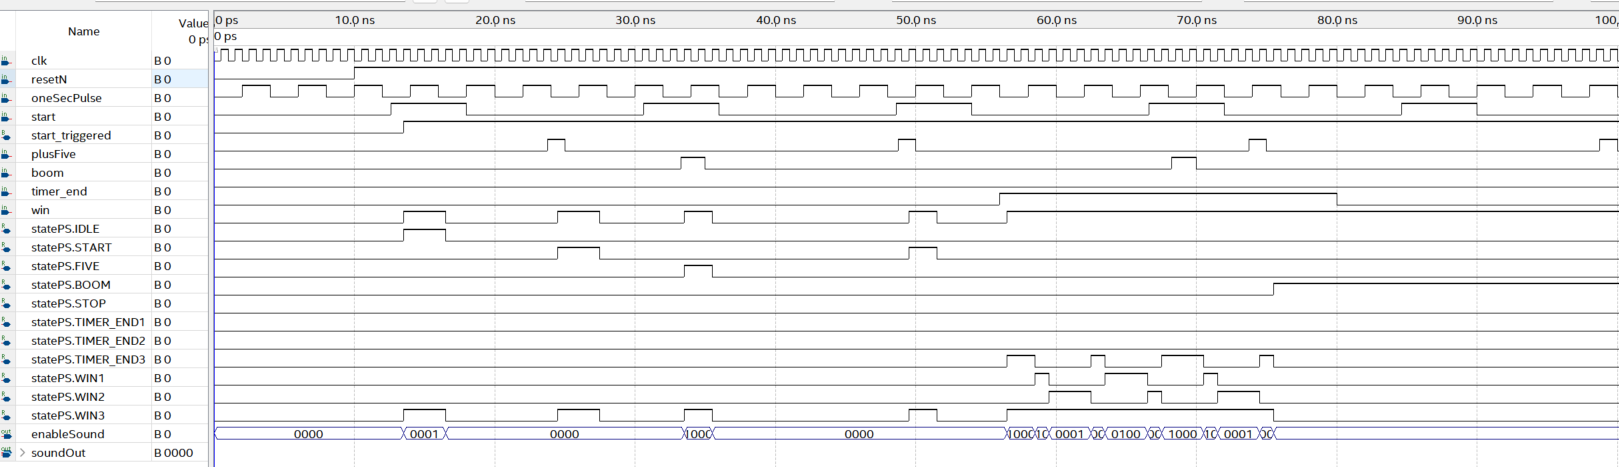 Value
0 ps 10.0 ns 20.0 ns 30.0 ns 40.0 ns 50.0 ns 60.0 ns 70.0 ns 80.0 ns 90.0 ns 100.
Name
0 ps 0 ps
clk B 0
resetN B 0
oneSecPulse B 0
start B 0
start_triggered B 0
plusFive B 0
boom B 0
timer_end B 0
win B 0
statePS.IDLE B 0
statePS.START B 0
statePS.FIVE B 0
statePS.BOOM B 0
statePS.STOP B 0
statePS.TIMER_END1 B 0
statePS.TIMER_END2 B 0
statePS.TIMER_END3 B 0
statePS.WIN1 B 0
statePS.WIN2 B 0
statePS.WIN3 B 0
enableSound B 0 0000 0001 0000 1000 0000 1000 0001 0100 1000 0001
soundOut B 0000